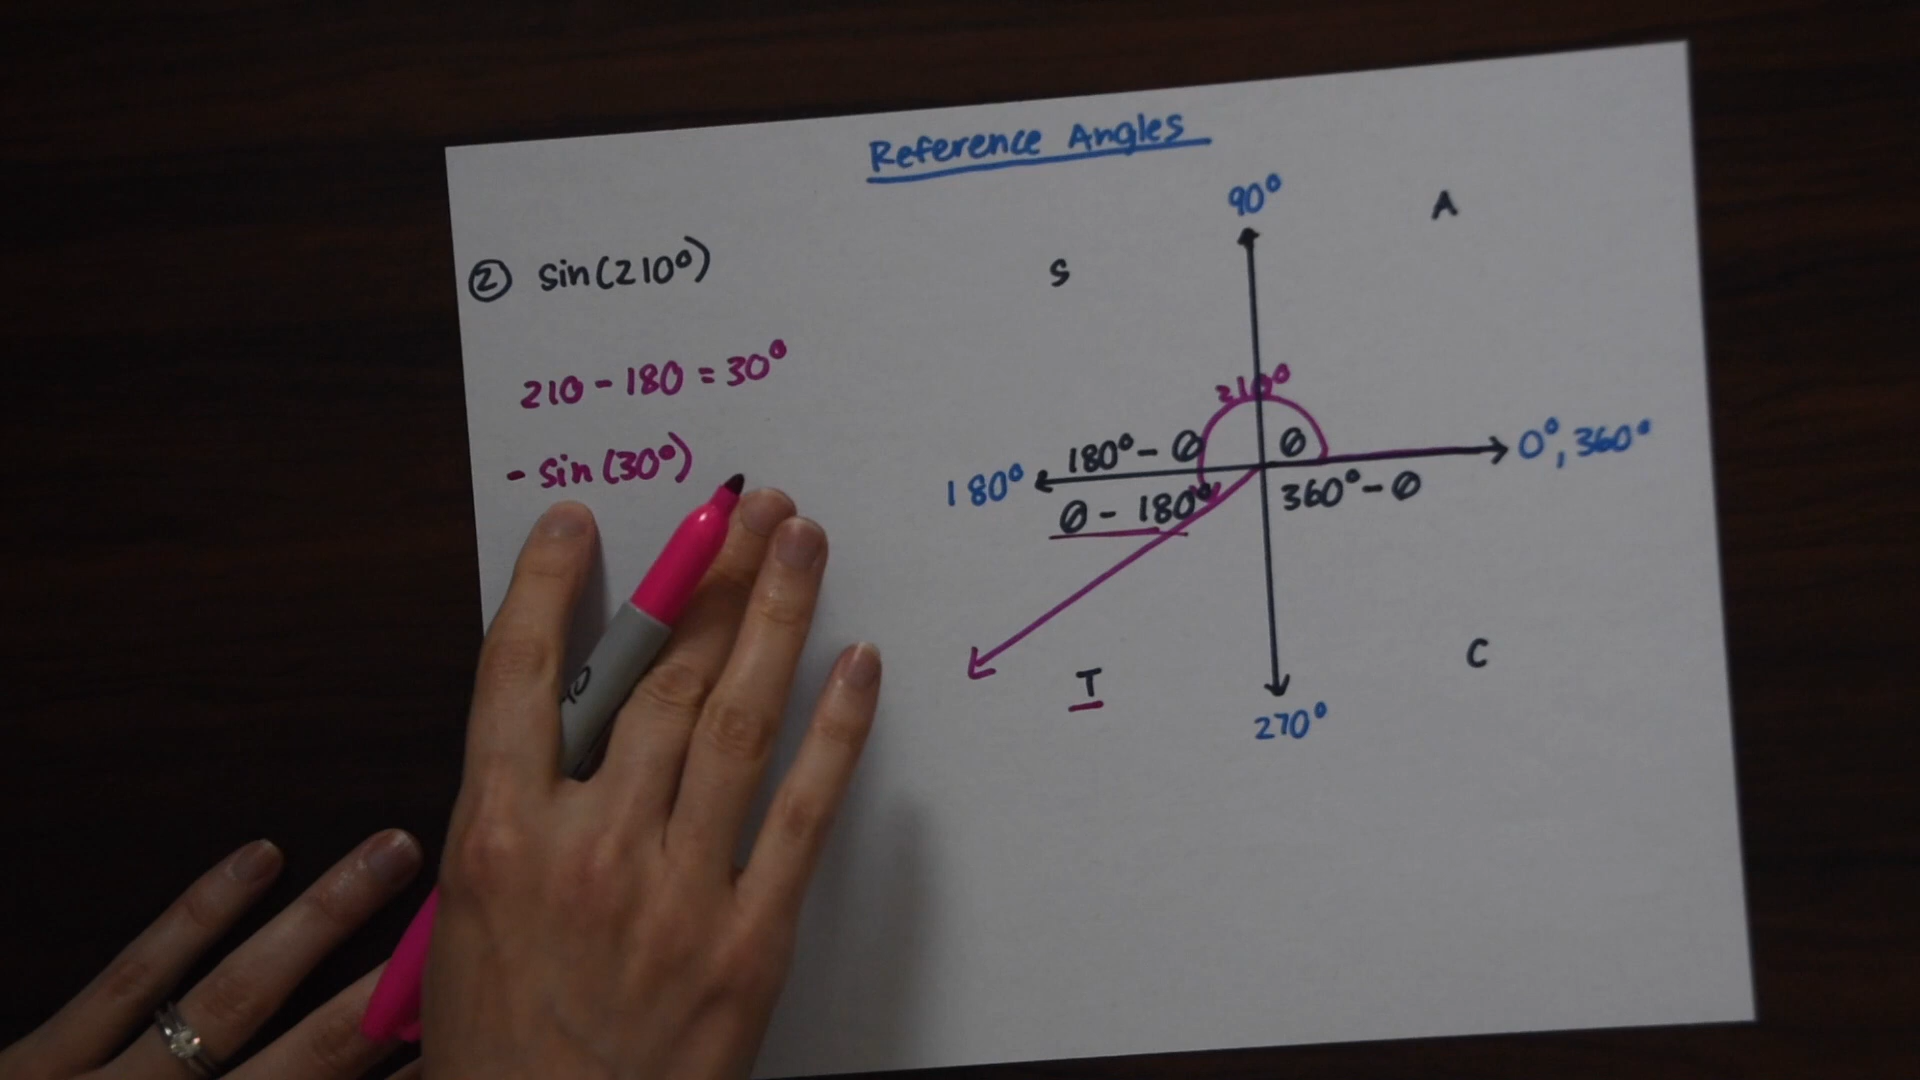 Reference Angles
② sin(210°)
210 - 180 = 30°
- sin(30°)
90°
A
S
210°
180° - θ
θ
0°, 360°
180°
θ - 180°
360° - θ
T
C
270°